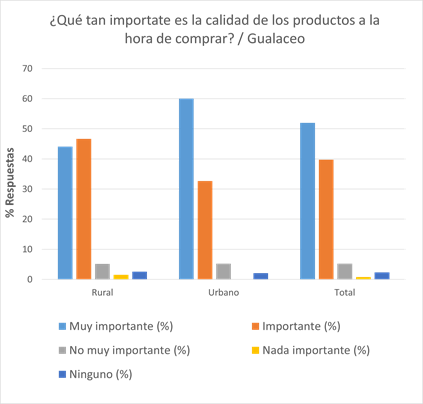 ¿Qué tan importate es la calidad de los productos a la
hora de comprar? / Gualaceo
70
60
50
40
30
20
10
0
% Respuestas
Rural Urbano Total
Muy importante (%) Importante (%)
No muy importante (%) Nada importante (%)
Ninguno (%)